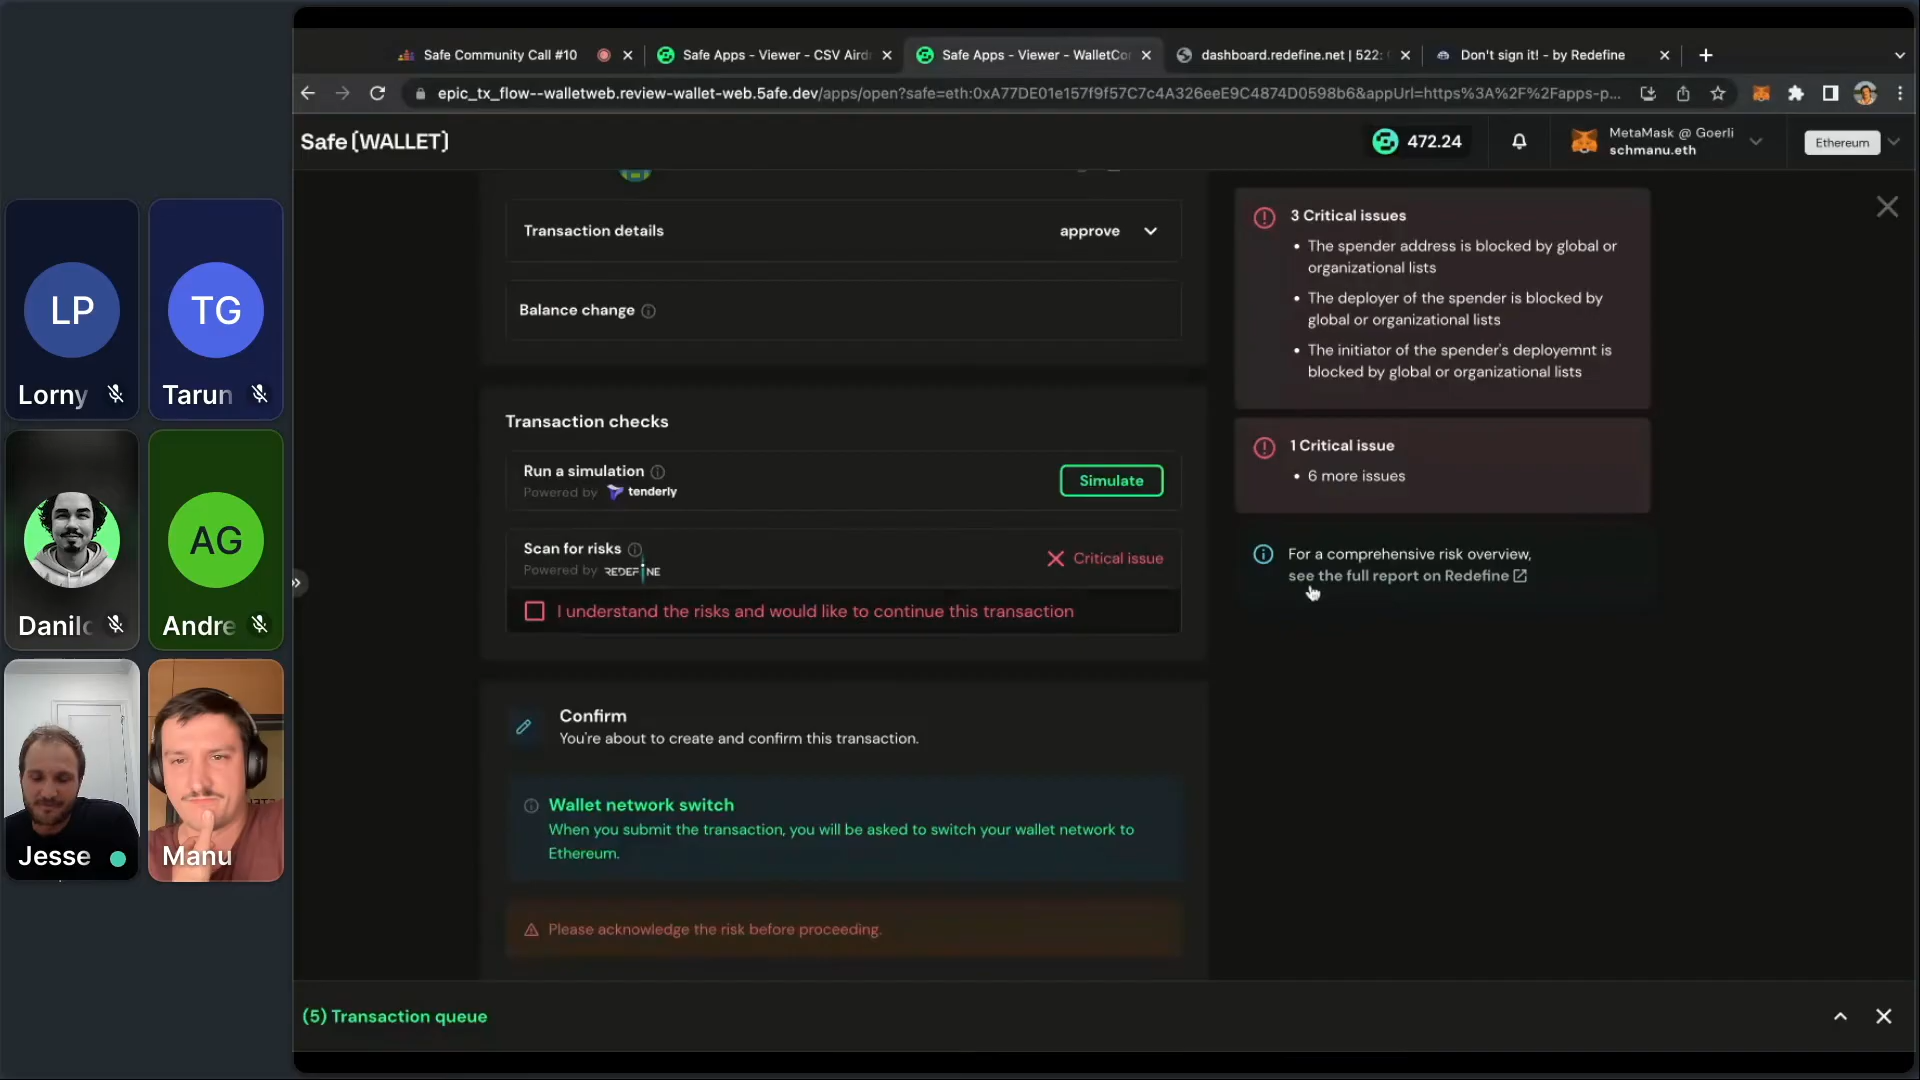 Safe Community Call #10
Safe Apps - Viewer - CSV Aird
Safe Apps - Viewer - WalletCo
dashboard.redefine.net | 522:
Don't sign it! - by Redefine
epic_tx_flow--walletweb.review-wallet-web.5afe.dev/apps/open?safe=eth:0xA77DE01e157f9f57C7c4A326eeE9C4874D0598b6&appUrl=https%3A%2F%2Fapps-p...
Safe{WALLET}
472.24
MetaMask @ Goerli
schmanu.eth
Ethereum
LP
Lorny
TG
Tarun
Danilo
AG
Andre
Jesse
Manu
Transaction details
approve
Balance change
Transaction checks
Run a simulation
Powered by tenderly
Simulate
Scan for risks
Powered by REDEFINE
Critical issue
I understand the risks and would like to continue this transaction
Confirm
You're about to create and confirm this transaction.
Wallet network switch
When you submit the transaction, you will be asked to switch your wallet network to
Ethereum.
Please acknowledge the risk before proceeding.
3 Critical issues
• The spender address is blocked by global or
organizational lists
• The deployer of the spender is blocked by
global or organizational lists
• The initiator of the spender's deployemnt is
blocked by global or organizational lists
1 Critical issue
• 6 more issues
For a comprehensive risk overview,
see the full report on Redefine
(5) Transaction queue